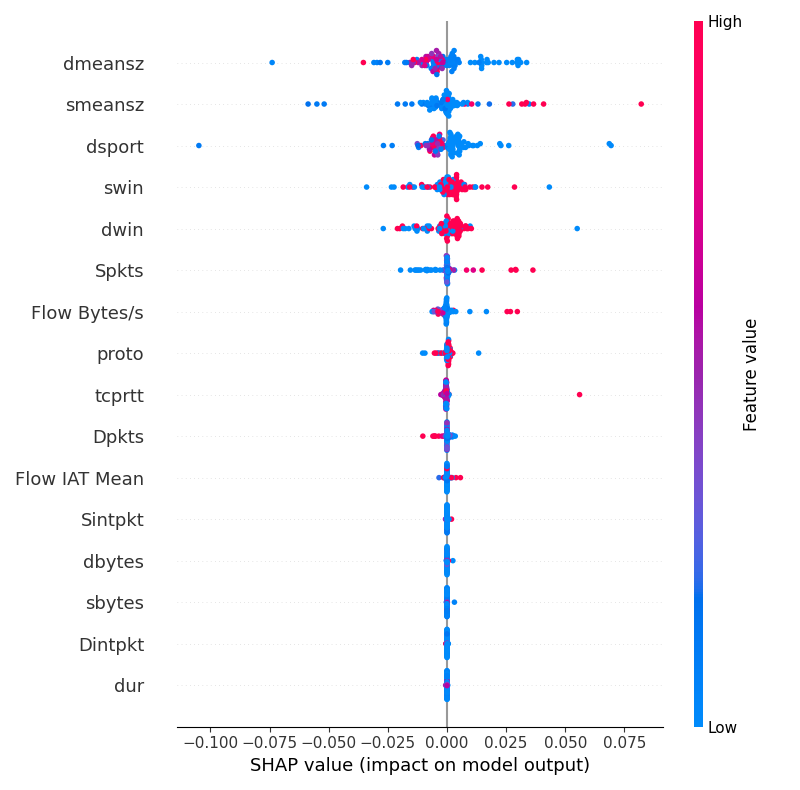 High
dmeansz
smeansz
dsport
swin
dwin
Spkts
Flow Bytes/s
proto
tcprtt
Dpkts
Flow IAT Mean
Sintpkt
dbytes
sbytes
Dintpkt
dur
Feature value
Low
−0.100 −0.075 −0.050 −0.025 0.000 0.025 0.050 0.075
SHAP value (impact on model output)